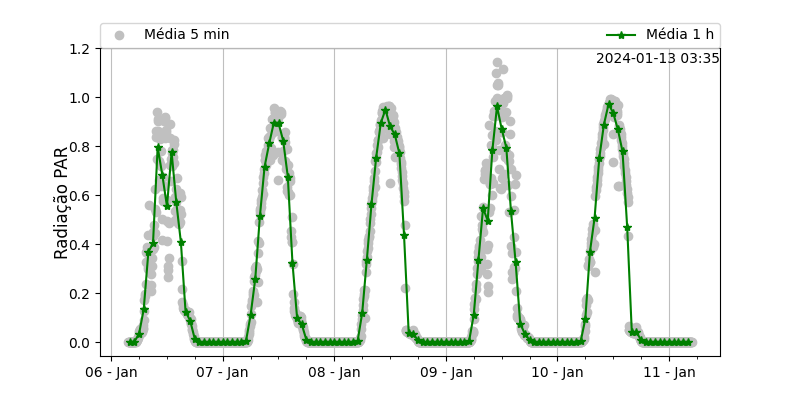 Média 5 min
Média 1 h
2024-01-13 03:35
Radiação PAR
1.2
1.0
0.8
0.6
0.4
0.2
0.0
06 - Jan
07 - Jan
08 - Jan
09 - Jan
10 - Jan
11 - Jan